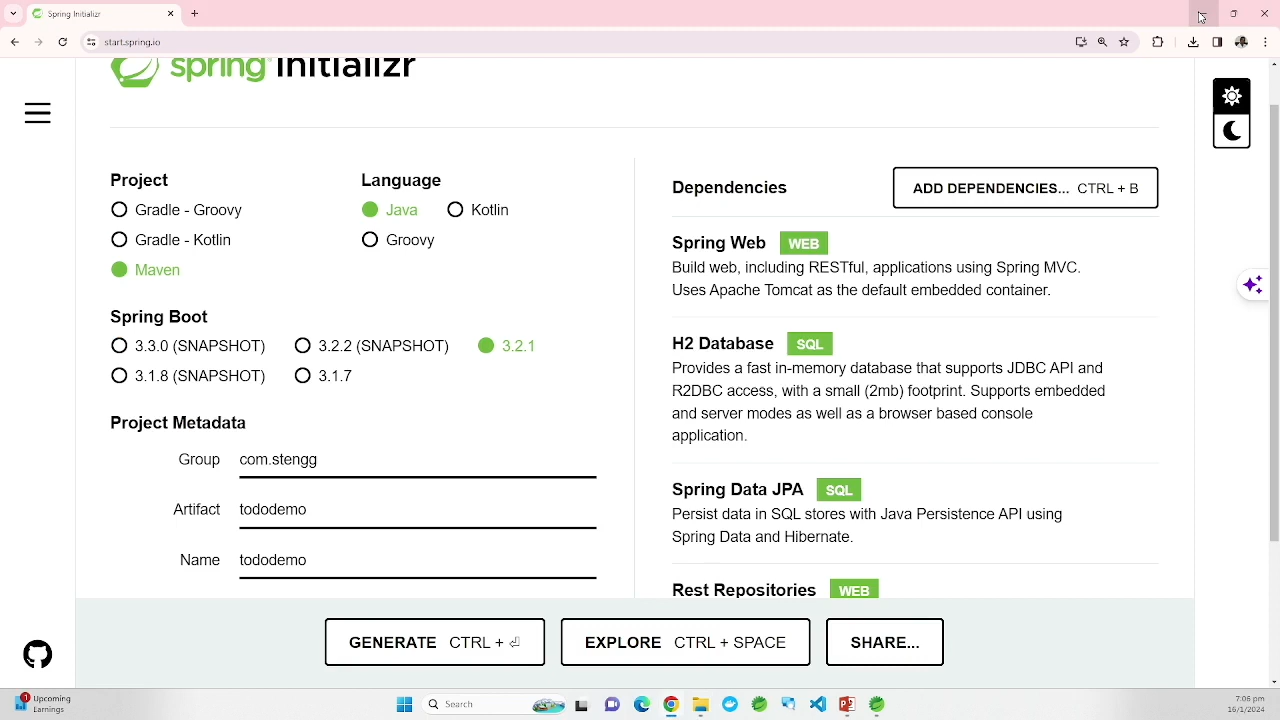 Spring Initializr
start.spring.io
spring initializr
Project
Language
Gradle - Groovy
Java
Kotlin
Gradle - Kotlin
Groovy
Maven
Spring Boot
3.3.0 (SNAPSHOT)
3.2.2 (SNAPSHOT)
3.2.1
3.1.8 (SNAPSHOT)
3.1.7
Project Metadata
Group com.stengg
Artifact tododemo
Name tododemo
Dependencies
ADD DEPENDENCIES... CTRL + B
Spring Web WEB
Build web, including RESTful, applications using Spring MVC.
Uses Apache Tomcat as the default embedded container.
H2 Database SQL
Provides a fast in-memory database that supports JDBC API and
R2DBC access, with a small (2mb) footprint. Supports embedded
and server modes as well as a browser based console
application.
Spring Data JPA SQL
Persist data in SQL stores with Java Persistence API using
Spring Data and Hibernate.
Rest Repositories WEB
GENERATE CTRL + ⏎
EXPLORE CTRL + SPACE
SHARE...
1
Upcoming
Earnings
Search
7:06 pm
16/1/2024